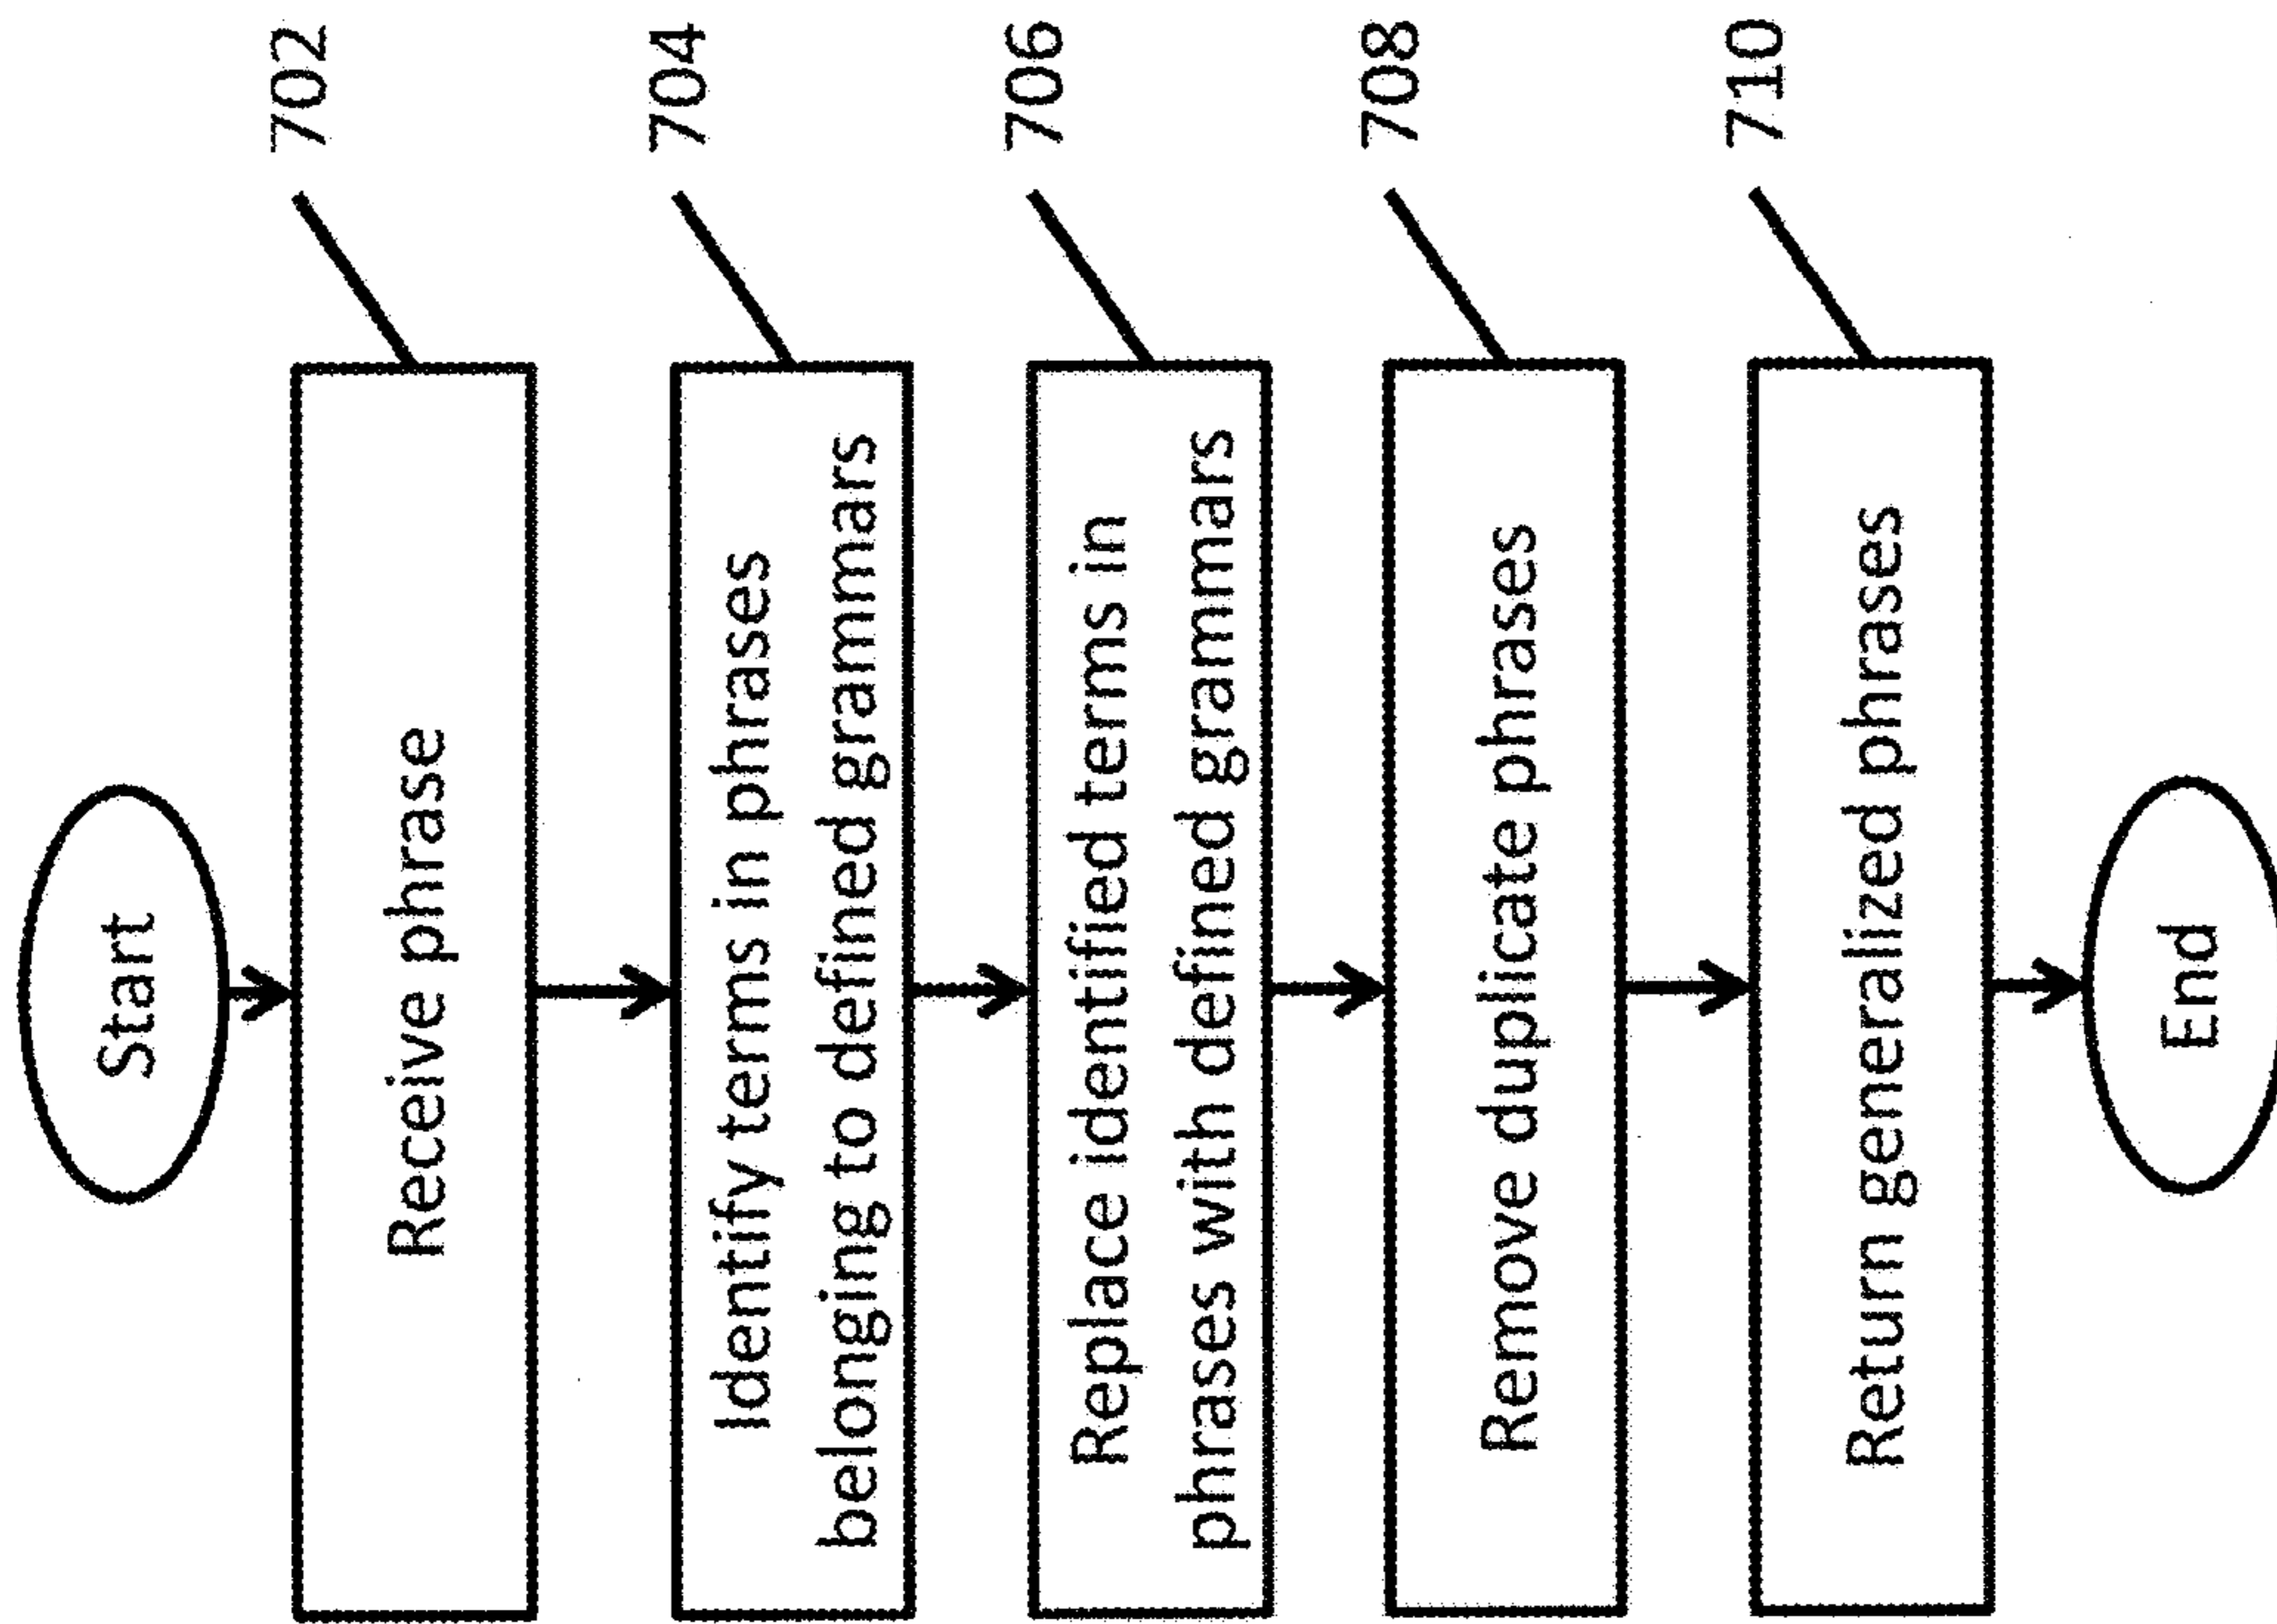 Start
Receive phrase
702
Identify terms in phrases
belonging to defined grammars
704
Replace identified terms in
phrases with defined grammars
706
Remove duplicate phrases
708
Return generalized phrases
710
End